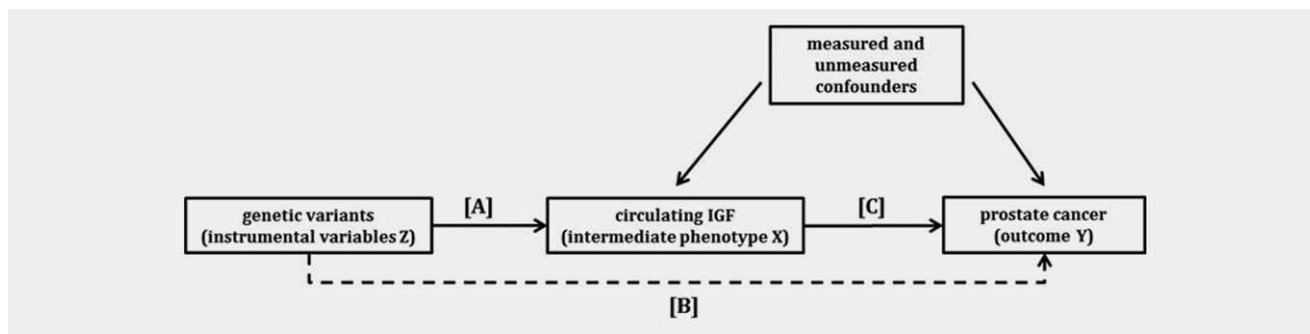 measured and
unmeasured
confounders
[A]
[C]
genetic variants
(instrumental variables Z)
circulating IGF
(intermediate phenotype X)
prostate cancer
(outcome Y)
[B]